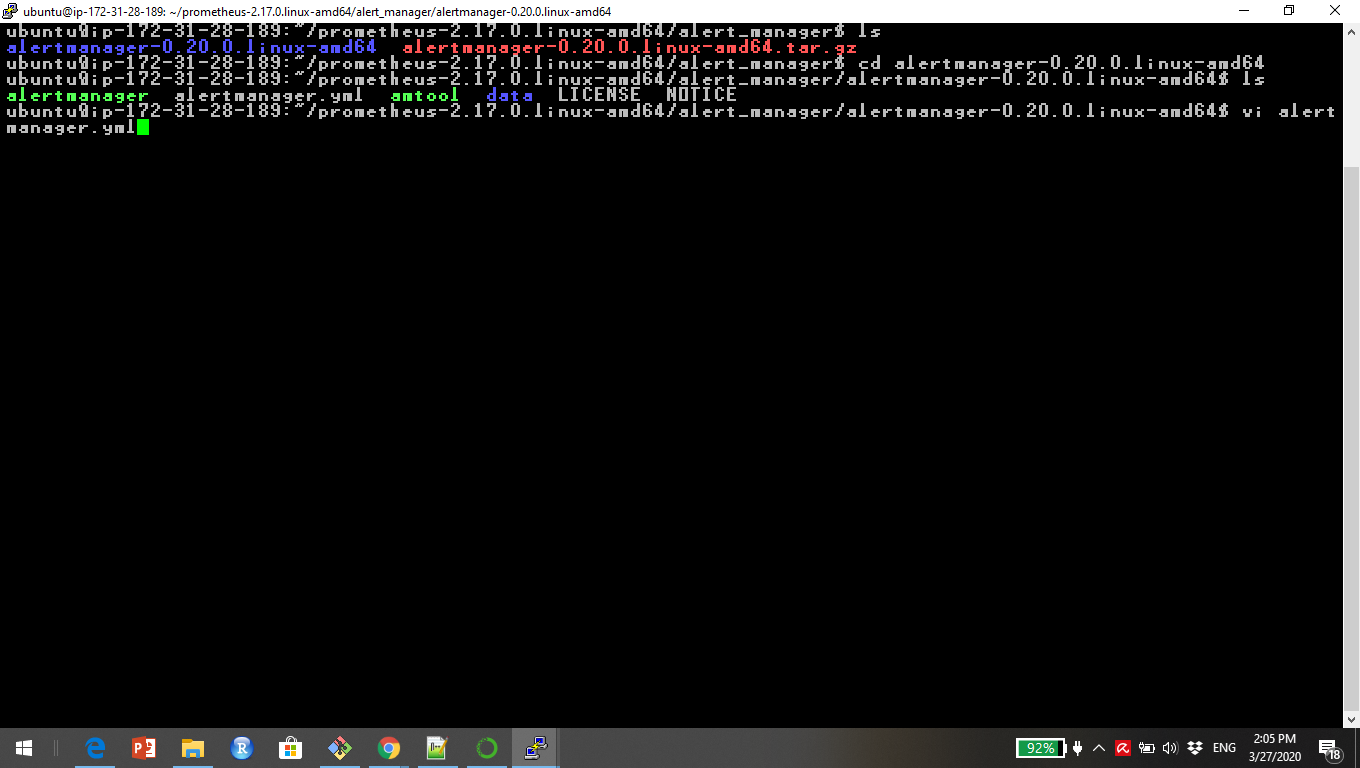 ubuntu@ip-172-31-28-189: ~/prometheus-2.17.0.linux-amd64/alert_manager/alertmanager-0.20.0.linux-amd64
ubuntu@ip-172-31-28-189:~/prometheus-2.17.0.linux-amd64/alert_manager$ ls
alertmanager-0.20.0.linux-amd64  alertmanager-0.20.0.linux-amd64.tar.gz
ubuntu@ip-172-31-28-189:~/prometheus-2.17.0.linux-amd64/alert_manager$ cd alertmanager-0.20.0.linux-amd64
ubuntu@ip-172-31-28-189:~/prometheus-2.17.0.linux-amd64/alert_manager/alertmanager-0.20.0.linux-amd64$ ls
alertmanager  alertmanager.yml  amtool  data  LICENSE  NOTICE
ubuntu@ip-172-31-28-189:~/prometheus-2.17.0.linux-amd64/alert_manager/alertmanager-0.20.0.linux-amd64$ vi alert
manager.yml
92% ENG 2:05 PM
3/27/2020 18